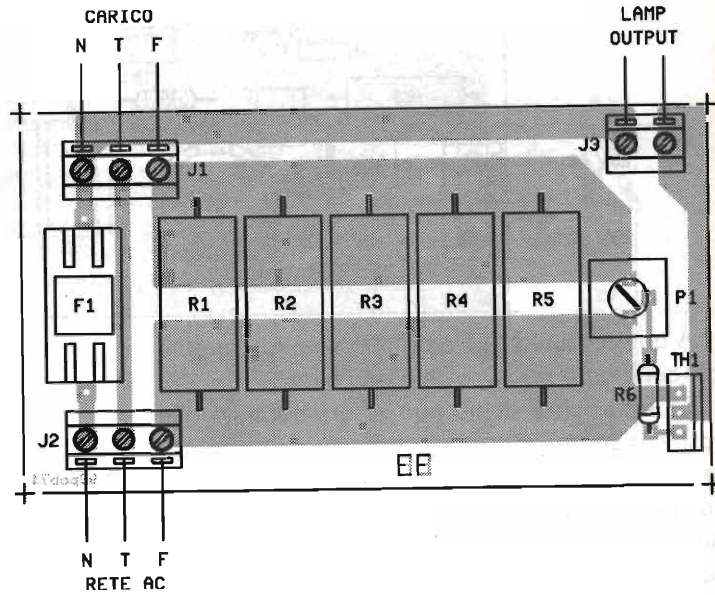 CARICO
N T F
LAMP
OUTPUT
J1
J3
F1
R1 R2 R3 R4 R5
P1
TH1
R6
J2
EE
N T F
RETE AC